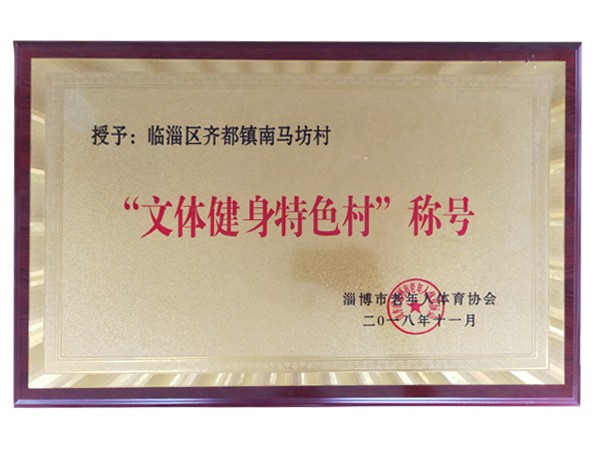 授予：临淄区齐都镇南马坊村
“文体健身特色村”称号
淄博市老年人体育协会
二〇一八年十一月